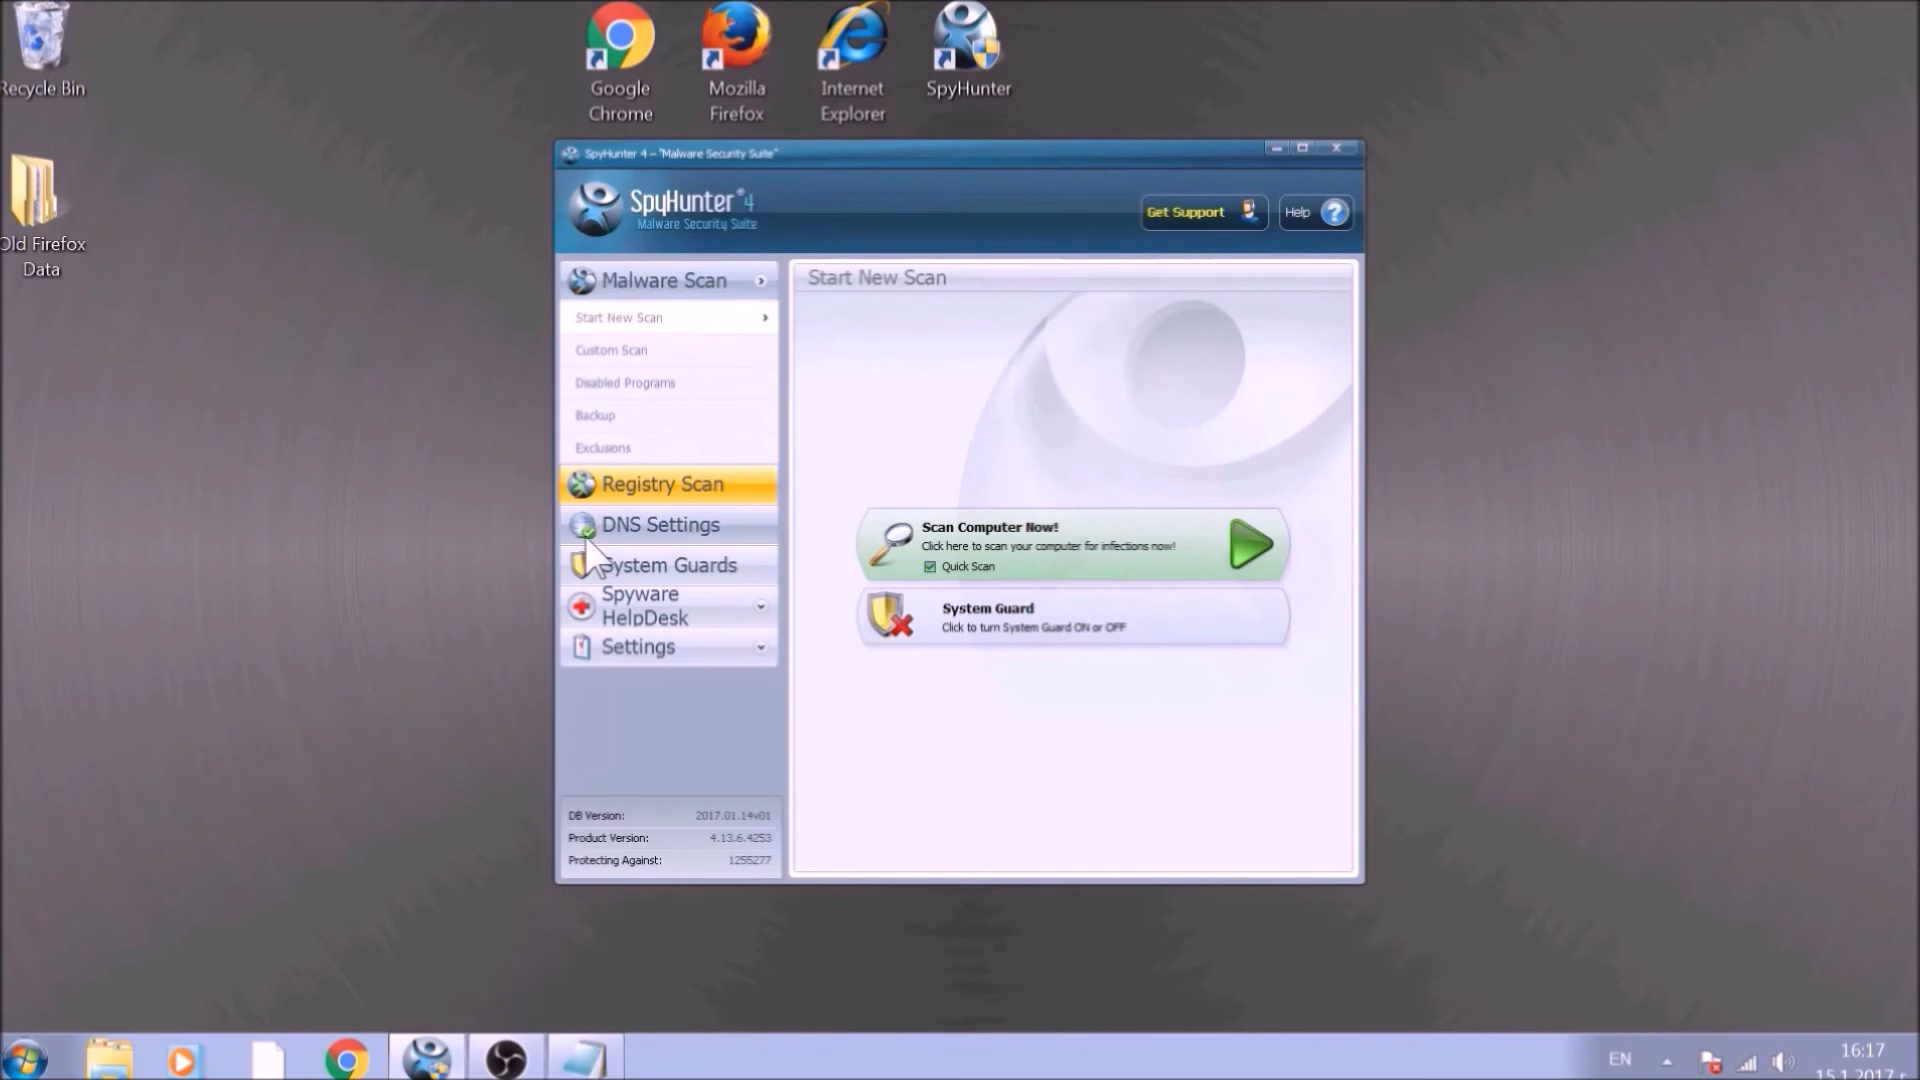 Recycle Bin
Google
Chrome
Mozilla
Firefox
Internet
Explorer
SpyHunter
Old Firefox
Data
SpyHunter 4 – "Malware Security Suite"
SpyHunter® 4
Malware Security Suite
Get Support
Help
?
Malware Scan
Start New Scan
Custom Scan
Disabled Programs
Backup
Exclusions
Registry Scan
DNS Settings
System Guards
Spyware
HelpDesk
Settings
DB Version: 2017.01.14v01
Product Version: 4.13.6.4253
Protecting Against: 1255277
Start New Scan
Scan Computer Now!
Click here to scan your computer for infections now!
Quick Scan
System Guard
Click to turn System Guard ON or OFF
EN
16:17
15.1.2017 г.